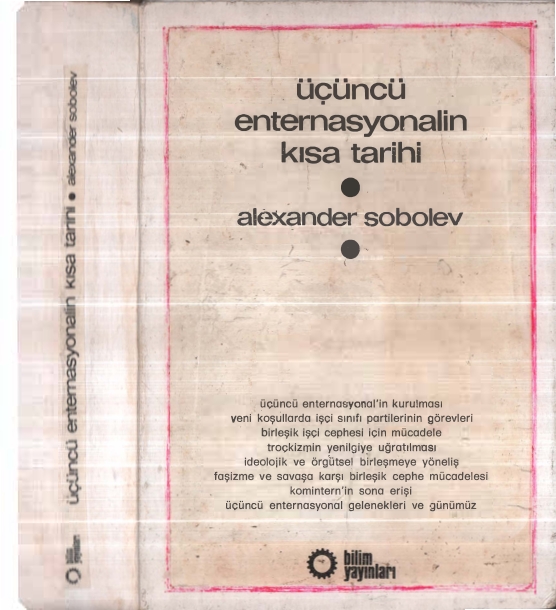 üçüncü enternasyonalin kısa tarihi ● alexander sobolev
üçüncü
enternasyonalin
kısa tarihi
●
alexander sobolev
●
üçüncü enternasyonal'in kurulması
yeni koşullarda işçi sınıfı partilerinin görevleri
birleşik işçi cephesi için mücadele
troçkizmin yenilgiye uğratılması
ideolojik ve örgütsel birleşmeye yöneliş
faşizme ve savaşa karşı birleşik cephe mücadelesi
komintern'in sona erişi
üçüncü enternasyonal gelenekleri ve günümüz
bilim
yayınları